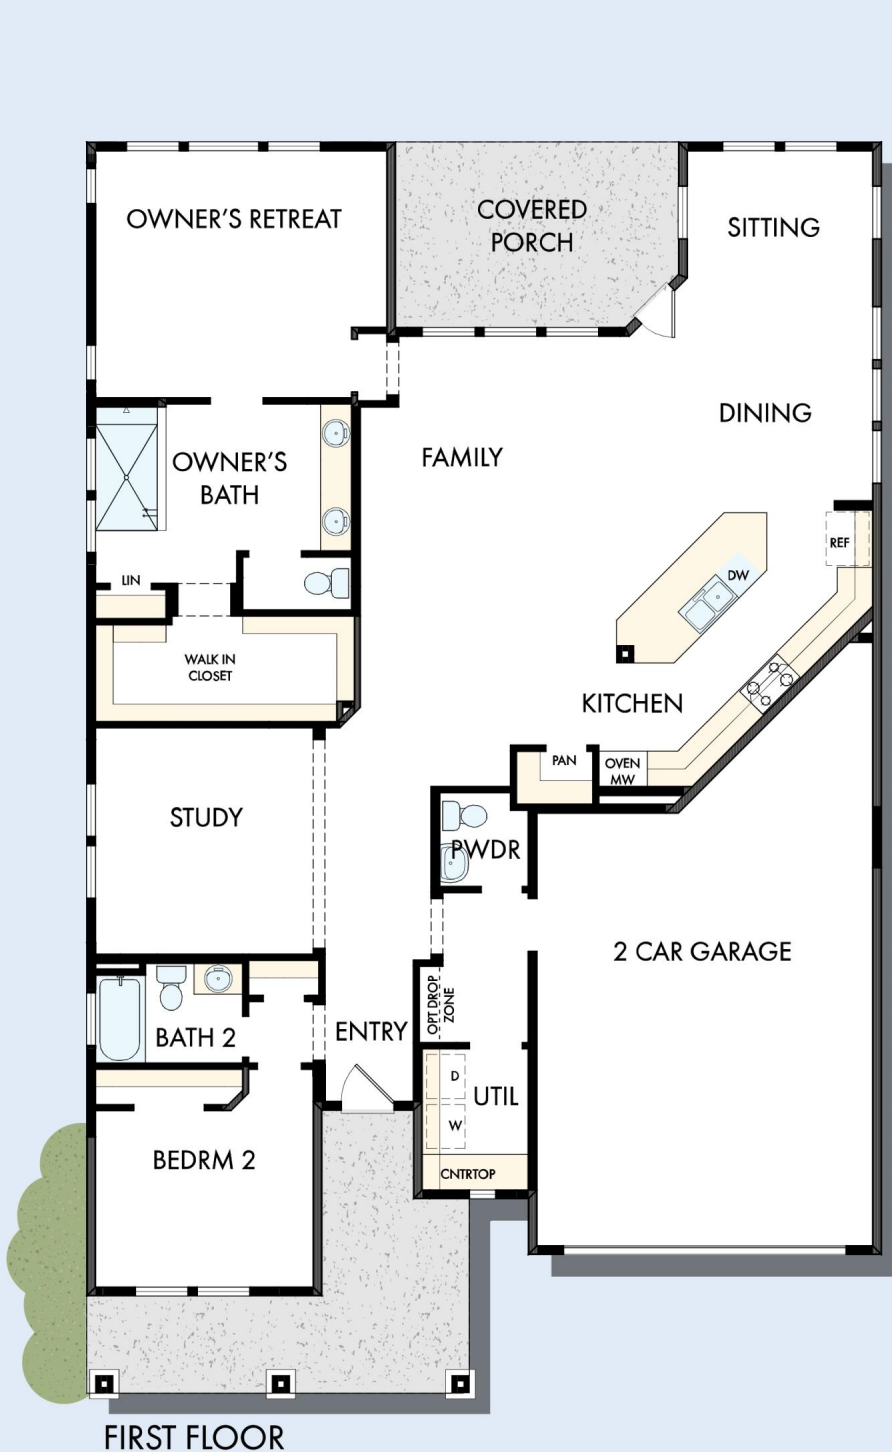 OWNER'S RETREAT
COVERED
PORCH
SITTING
DINING
FAMILY
OWNER'S
BATH
REF
DW
LIN
WALK IN
CLOSET
KITCHEN
PAN
OVEN
MW
STUDY
PWDR
2 CAR GARAGE
OPT DROP
ZONE
ENTRY
BATH 2
D
UTIL
W
BEDRM 2
CNTRTOP
FIRST FLOOR